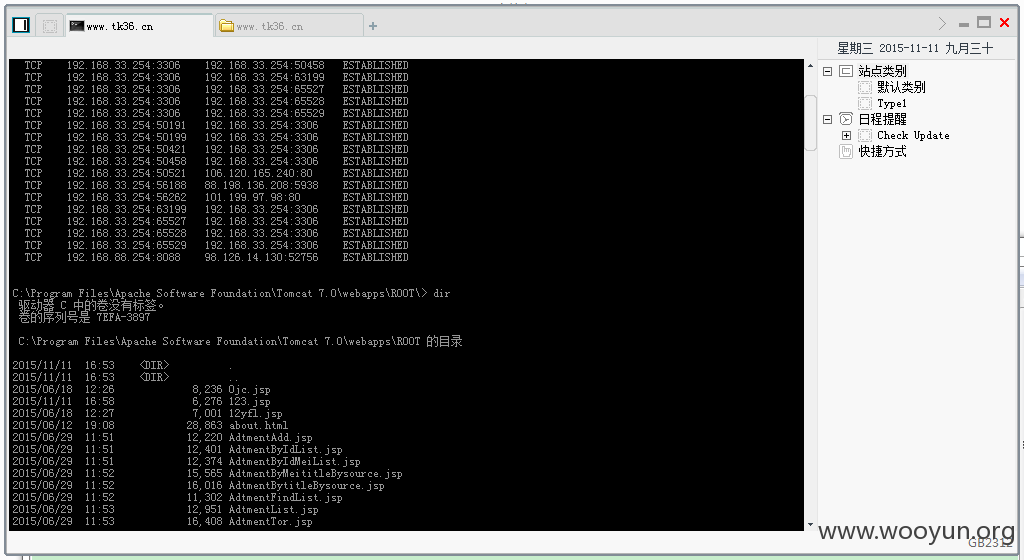 www.tk36.cn
www.tk36.cn
星期三 2015-11-11 九月三十
TCP 192.168.33.254:3306 192.168.33.254:50458 ESTABLISHED
TCP 192.168.33.254:3306 192.168.33.254:63199 ESTABLISHED
TCP 192.168.33.254:3306 192.168.33.254:65527 ESTABLISHED
TCP 192.168.33.254:3306 192.168.33.254:65528 ESTABLISHED
TCP 192.168.33.254:3306 192.168.33.254:65529 ESTABLISHED
TCP 192.168.33.254:50191 192.168.33.254:3306 ESTABLISHED
TCP 192.168.33.254:50199 192.168.33.254:3306 ESTABLISHED
TCP 192.168.33.254:50421 192.168.33.254:3306 ESTABLISHED
TCP 192.168.33.254:50458 192.168.33.254:3306 ESTABLISHED
TCP 192.168.33.254:50521 106.120.165.240:80 ESTABLISHED
TCP 192.168.33.254:56188 88.198.136.208:5938 ESTABLISHED
TCP 192.168.33.254:56262 101.199.97.98:80 ESTABLISHED
TCP 192.168.33.254:63199 192.168.33.254:3306 ESTABLISHED
TCP 192.168.33.254:65527 192.168.33.254:3306 ESTABLISHED
TCP 192.168.33.254:65528 192.168.33.254:3306 ESTABLISHED
TCP 192.168.33.254:65529 192.168.33.254:3306 ESTABLISHED
TCP 192.168.88.254:8088 98.126.14.130:52756 ESTABLISHED
C:\Program Files\Apache Software Foundation\Tomcat 7.0\webapps\ROOT\> dir
驱动器 C 中的卷没有标签。
卷的序列号是 7EFA-3897
C:\Program Files\Apache Software Foundation\Tomcat 7.0\webapps\ROOT 的目录
2015/11/11 16:53 <DIR> .
2015/11/11 16:53 <DIR> ..
2015/06/18 12:26 8,236 0jc.jsp
2015/11/11 16:58 6,276 123.jsp
2015/06/18 12:27 7,001 12yfl.jsp
2015/06/12 19:08 28,863 about.html
2015/06/29 11:51 12,220 AdtmentAdd.jsp
2015/06/29 11:51 12,401 AdtmentByIdList.jsp
2015/06/29 11:51 12,374 AdtmentByIdMeiList.jsp
2015/06/29 11:52 15,565 AdtmentByMeititleBysource.jsp
2015/06/29 11:52 16,016 AdtmentBytitleBysource.jsp
2015/06/29 11:52 11,302 AdtmentFindList.jsp
2015/06/29 11:53 12,951 AdtmentList.jsp
2015/06/29 11:53 16,408 AdtmentTor.jsp
站点类别
默认类别
Type1
日程提醒
Check Update
快捷方式
www.wooyun.org
GB2312